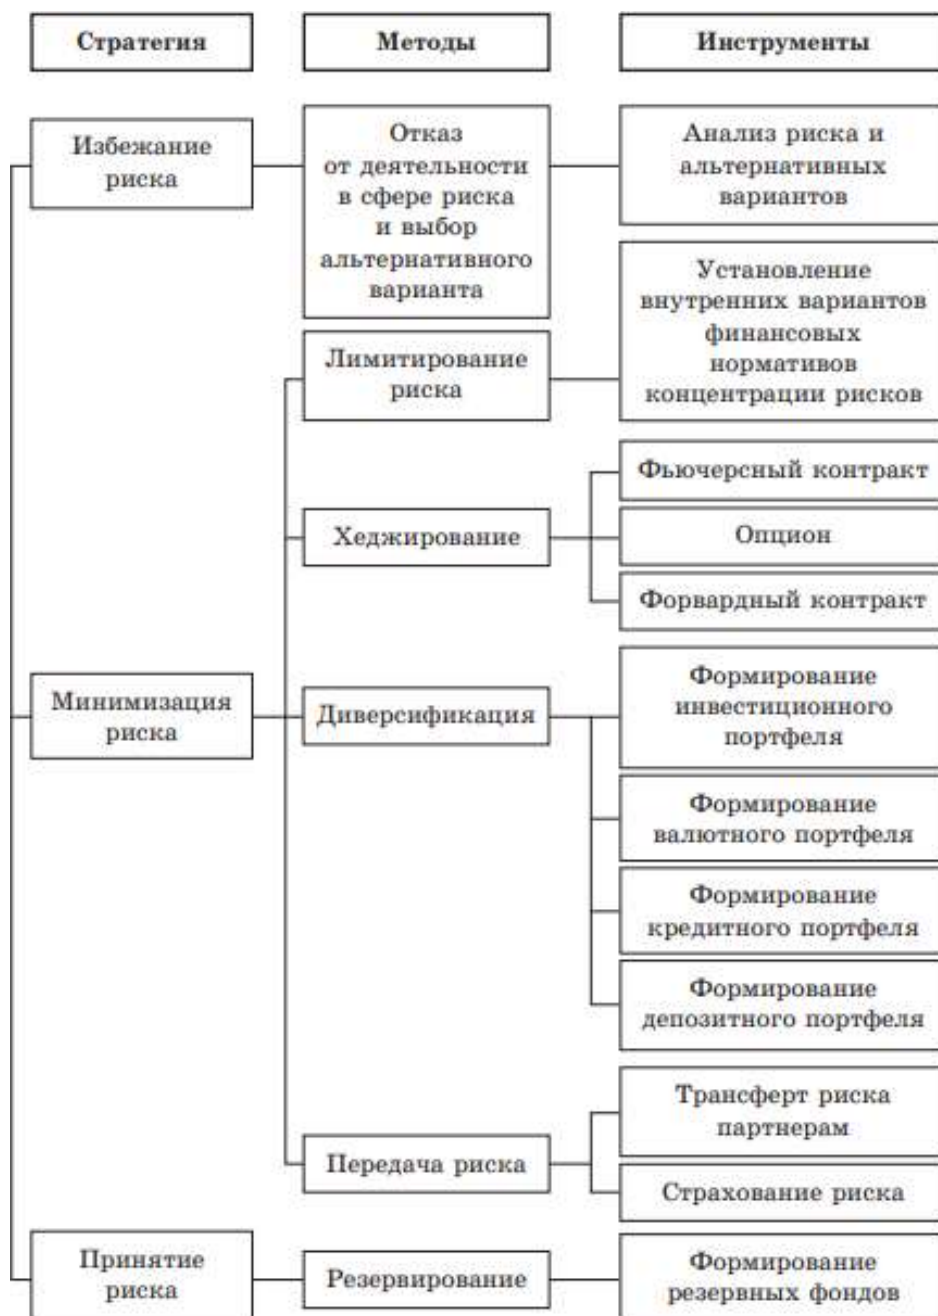 Стратегия
Методы
Инструменты
Избежание
риска
Отказ
от деятельности
в сфере риска
и выбор
альтернативного
варианта
Анализ риска и
альтернативных
вариантов
Минимизация
риска
Лимитирование
риска
Установление
внутренних вариантов
финансовых
нормативов
концентрации рисков
Хеджирование
Фьючерсный контракт
Опцион
Форвардный контракт
Диверсификация
Формирование
инвестиционного
портфеля
Формирование
валютного портфеля
Формирование
кредитного портфеля
Формирование
депозитного портфеля
Передача риска
Трансферт риска
партнерам
Страхование риска
Принятие
риска
Резервирование
Формирование
резервных фондов